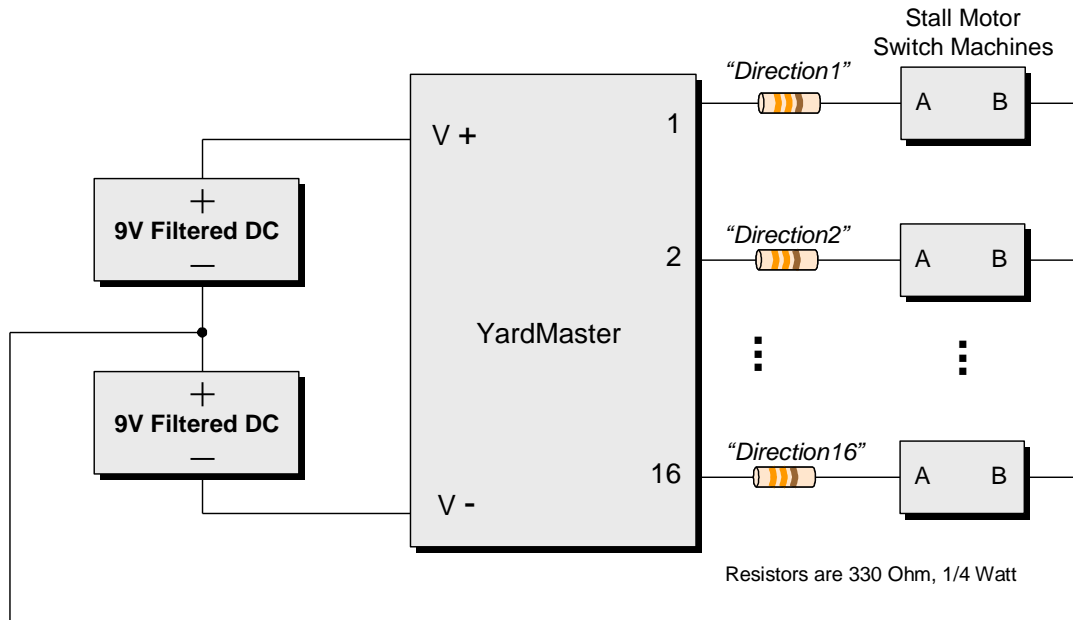 Stall Motor
Switch Machines
“Direction1”
V +
1
A B
+
9V Filtered DC
—
“Direction2”
2
A B
YardMaster
+
9V Filtered DC
—
“Direction16”
16
A B
V -
Resistors are 330 Ohm, 1/4 Watt